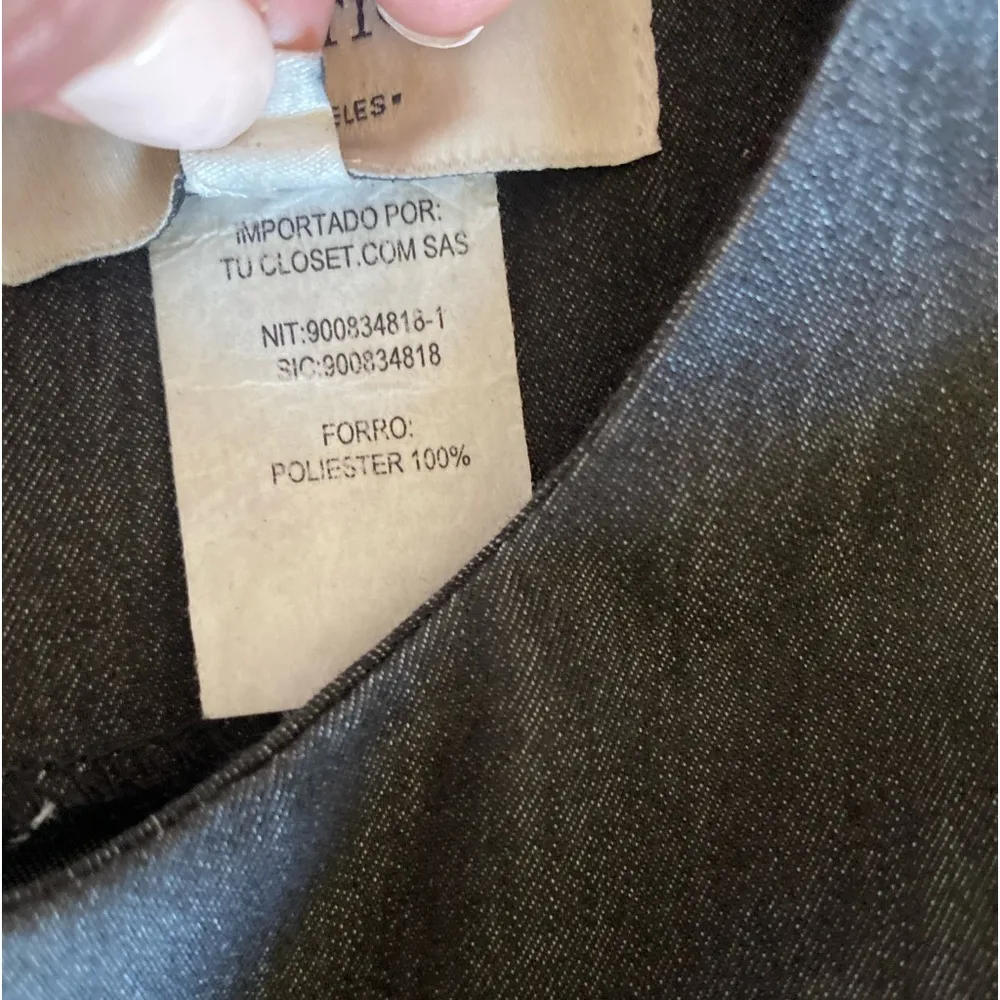 IMPORTADO POR:
TU CLOSET.COM SAS
NIT:900834818-1
SIC:900834818
FORRO:
POLIESTER 100%